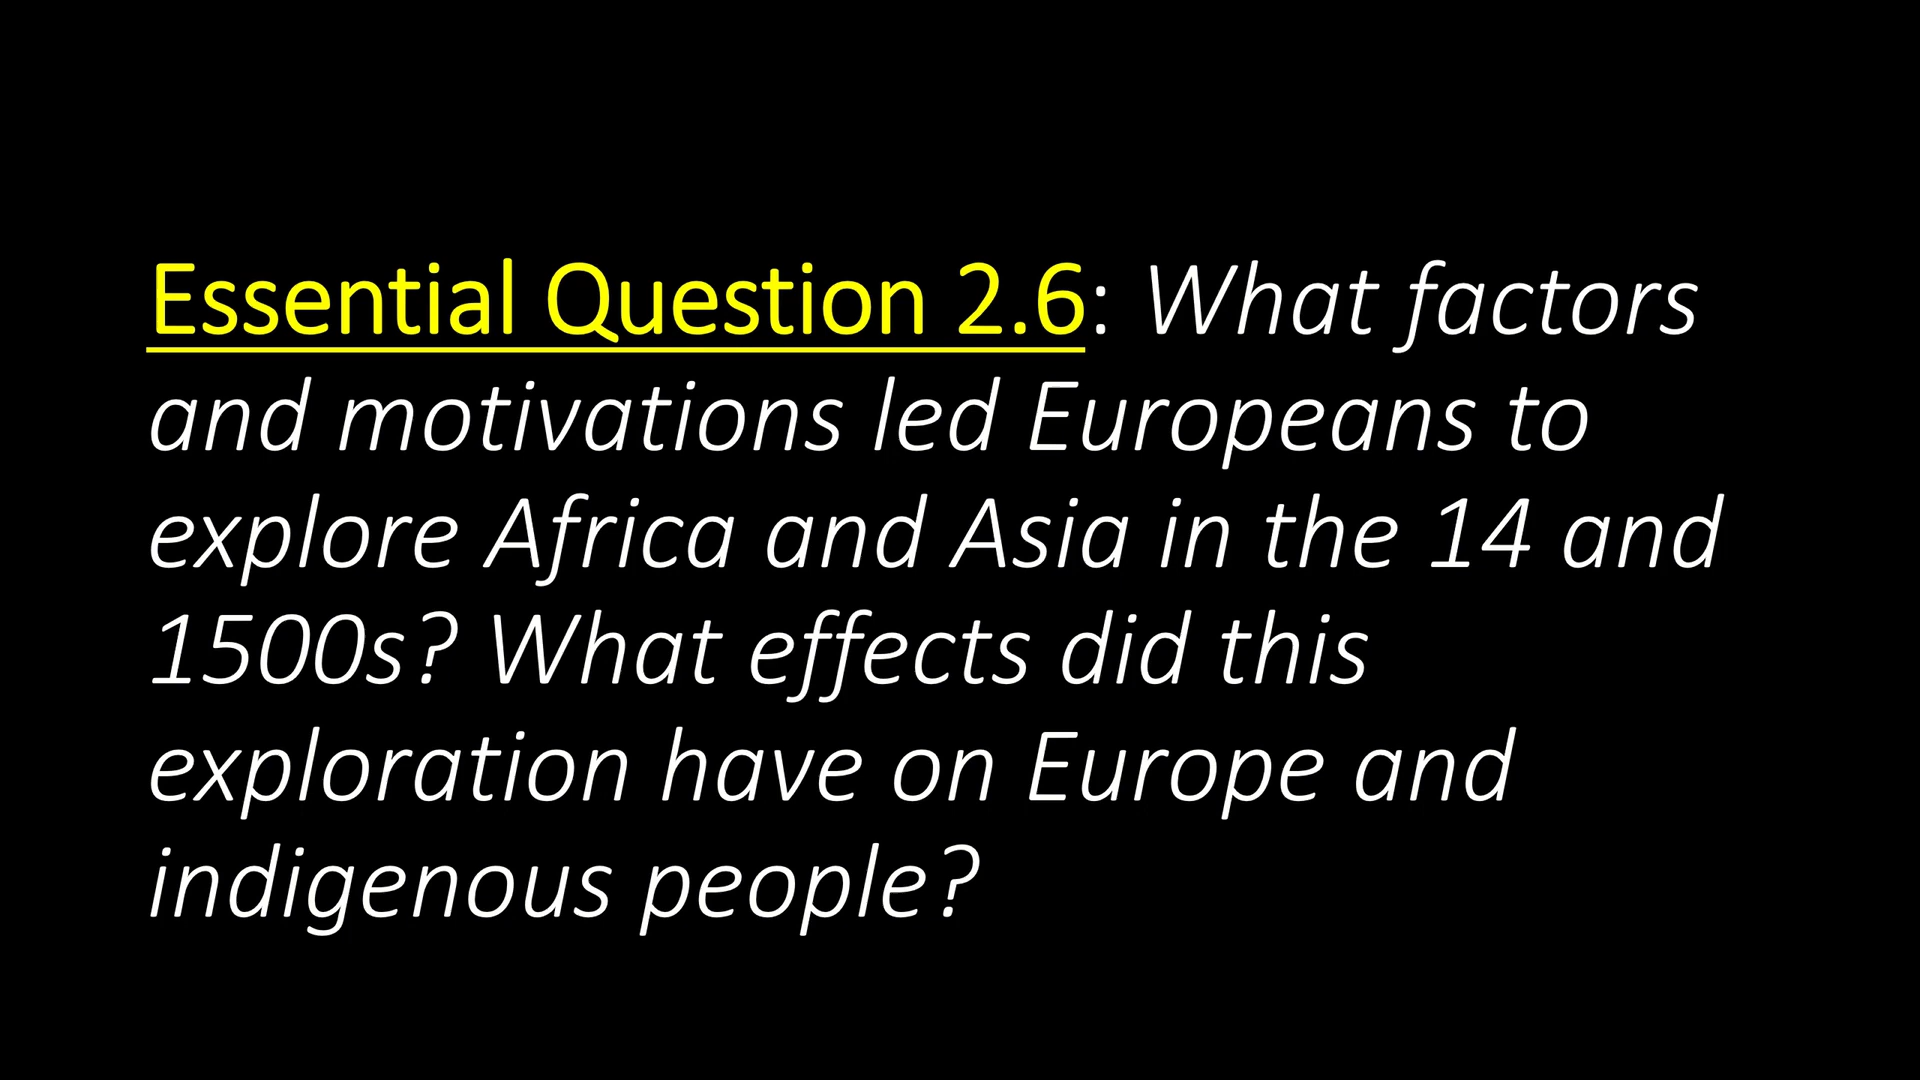 Essential Question 2.6: What factors
and motivations led Europeans to
explore Africa and Asia in the 14 and
1500s? What effects did this
exploration have on Europe and
indigenous people?